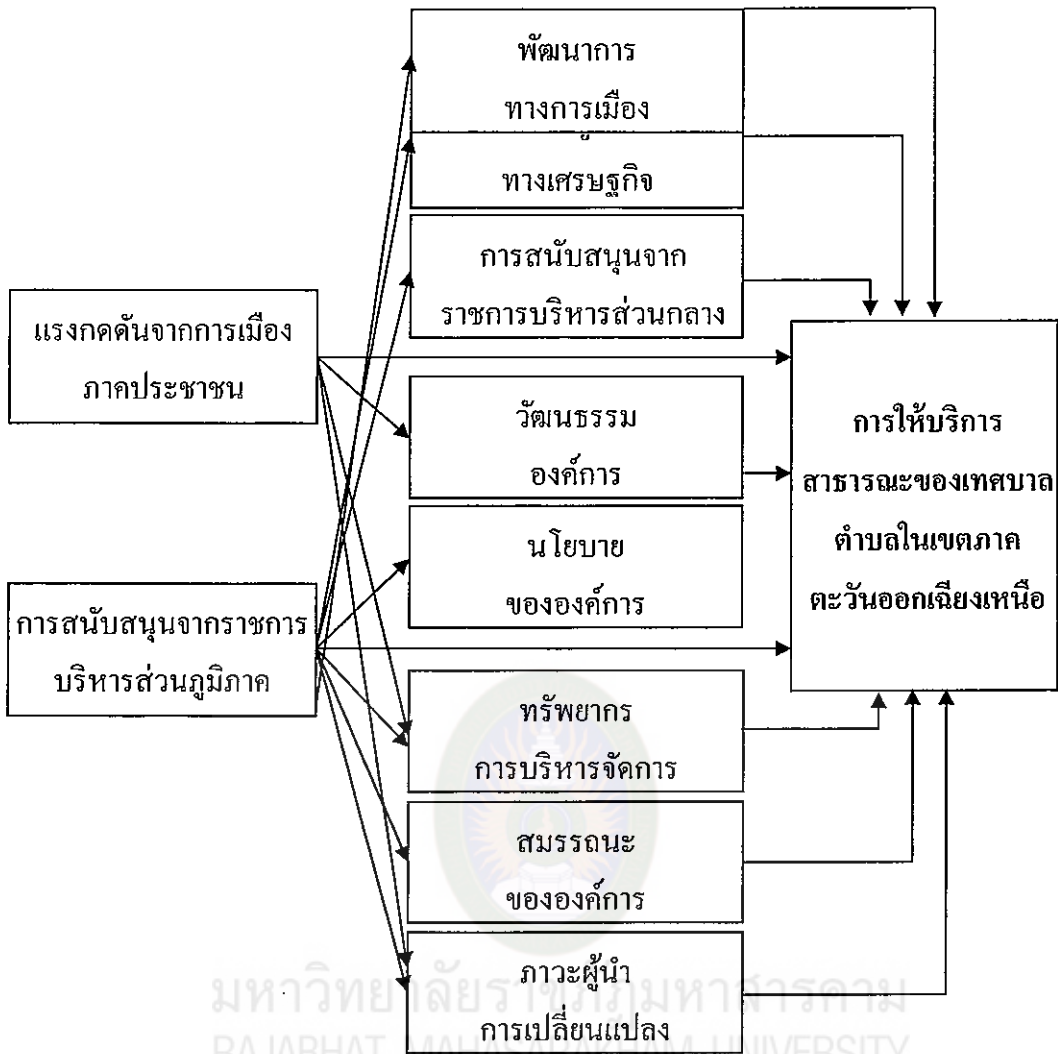 พัฒนาการ
ทางการเมือง
ทางเศรษฐกิจ
การสนับสนุนจาก
ราชการบริหารส่วนกลาง
แรงกดดันจากการเมือง
ภาคประชาชน
วัฒนธรรม
องค์การ
การให้บริการ
สาธารณะของเทศบาล
ตำบลในเขตภาค
ตะวันออกเฉียงเหนือ
นโยบาย
ขององค์การ
การสนับสนุนจากราชการ
บริหารส่วนภูมิภาค
ทรัพยากร
การบริหารจัดการ
สมรรถนะ
ขององค์การ
ภาวะผู้นำ
การเปลี่ยนแปลง
มหาวิทยาลัยราชภัฏมหาสารคาม
RAJABHAT MAHASARAKHAM UNIVERSITY